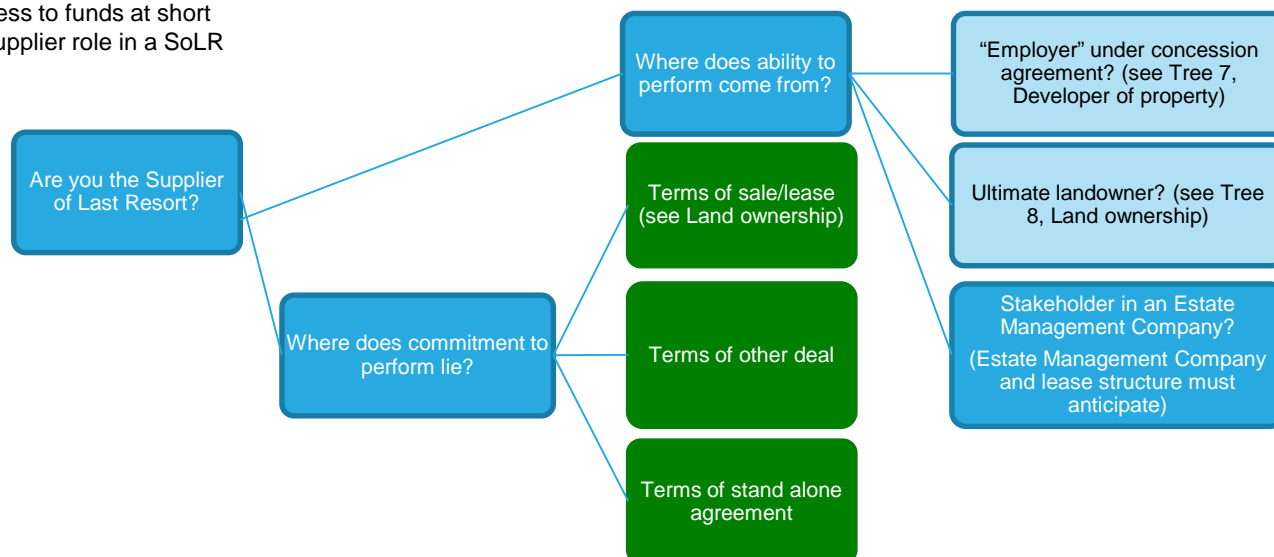 ess to funds at short
upplier role in a SoLR
Where does ability to
perform come from?
“Employer” under concession
agreement? (see Tree 7,
Developer of property)
Are you the Supplier
of Last Resort?
Terms of sale/lease
(see Land ownership)
Ultimate landowner? (see Tree
8, Land ownership)
Where does commitment to
perform lie?
Terms of other deal
Stakeholder in an Estate
Management Company?
(Estate Management Company
and lease structure must
anticipate)
Terms of stand alone
agreement